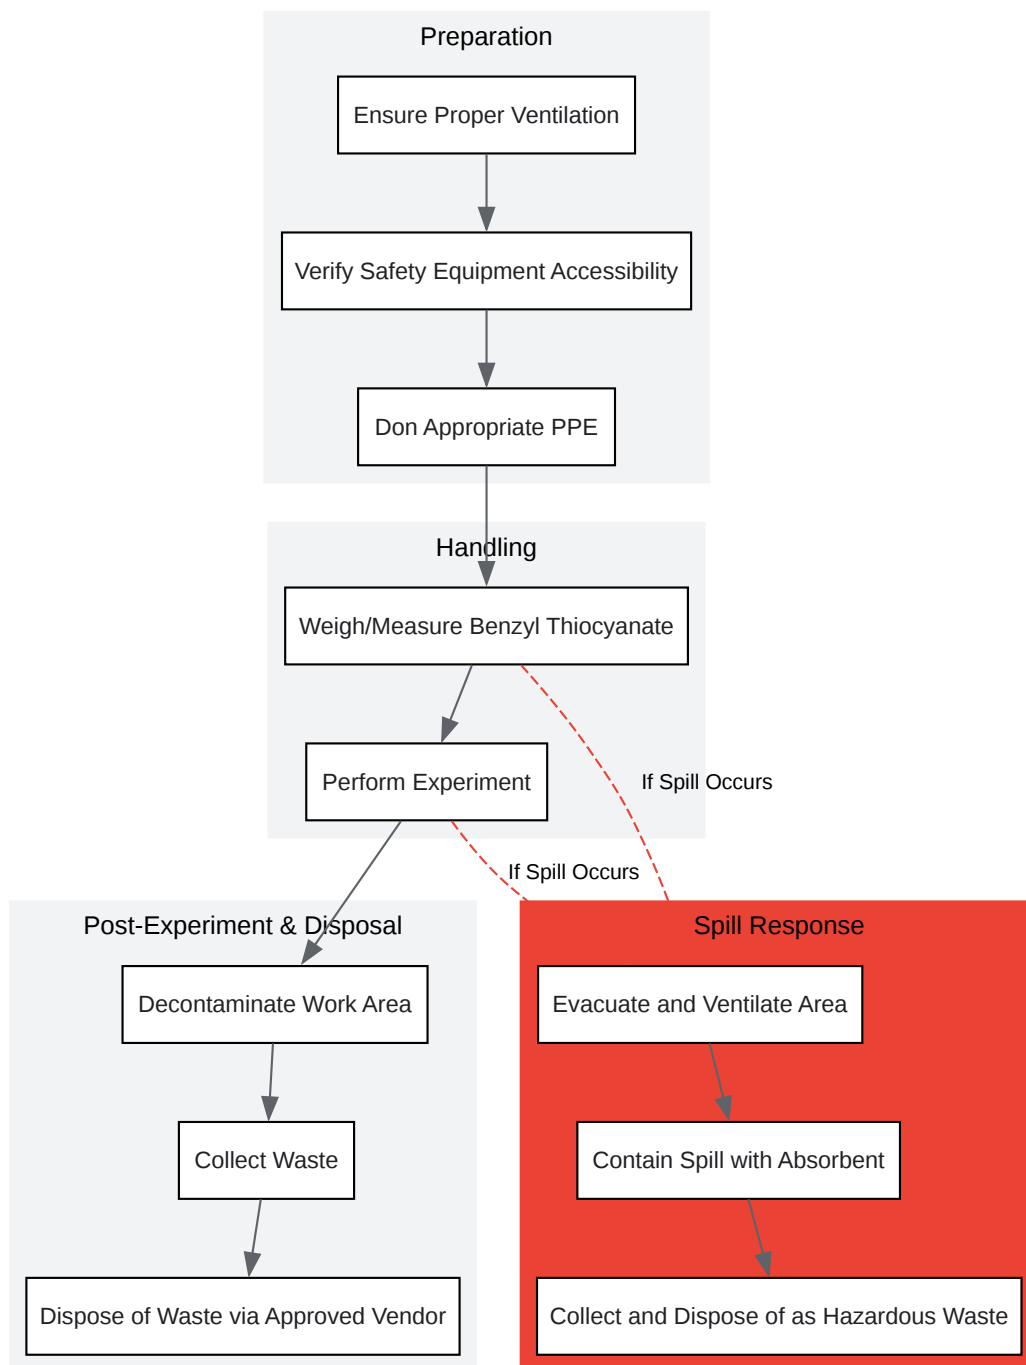 Preparation
Ensure Proper Ventilation
Verify Safety Equipment Accessibility
Don Appropriate PPE
Handling
Weigh/Measure Benzyl Thiocyanate
Perform Experiment
If Spill Occurs
If Spill Occurs
Post-Experiment & Disposal
Decontaminate Work Area
Collect Waste
Dispose of Waste via Approved Vendor
Spill Response
Evacuate and Ventilate Area
Contain Spill with Absorbent
Collect and Dispose of as Hazardous Waste